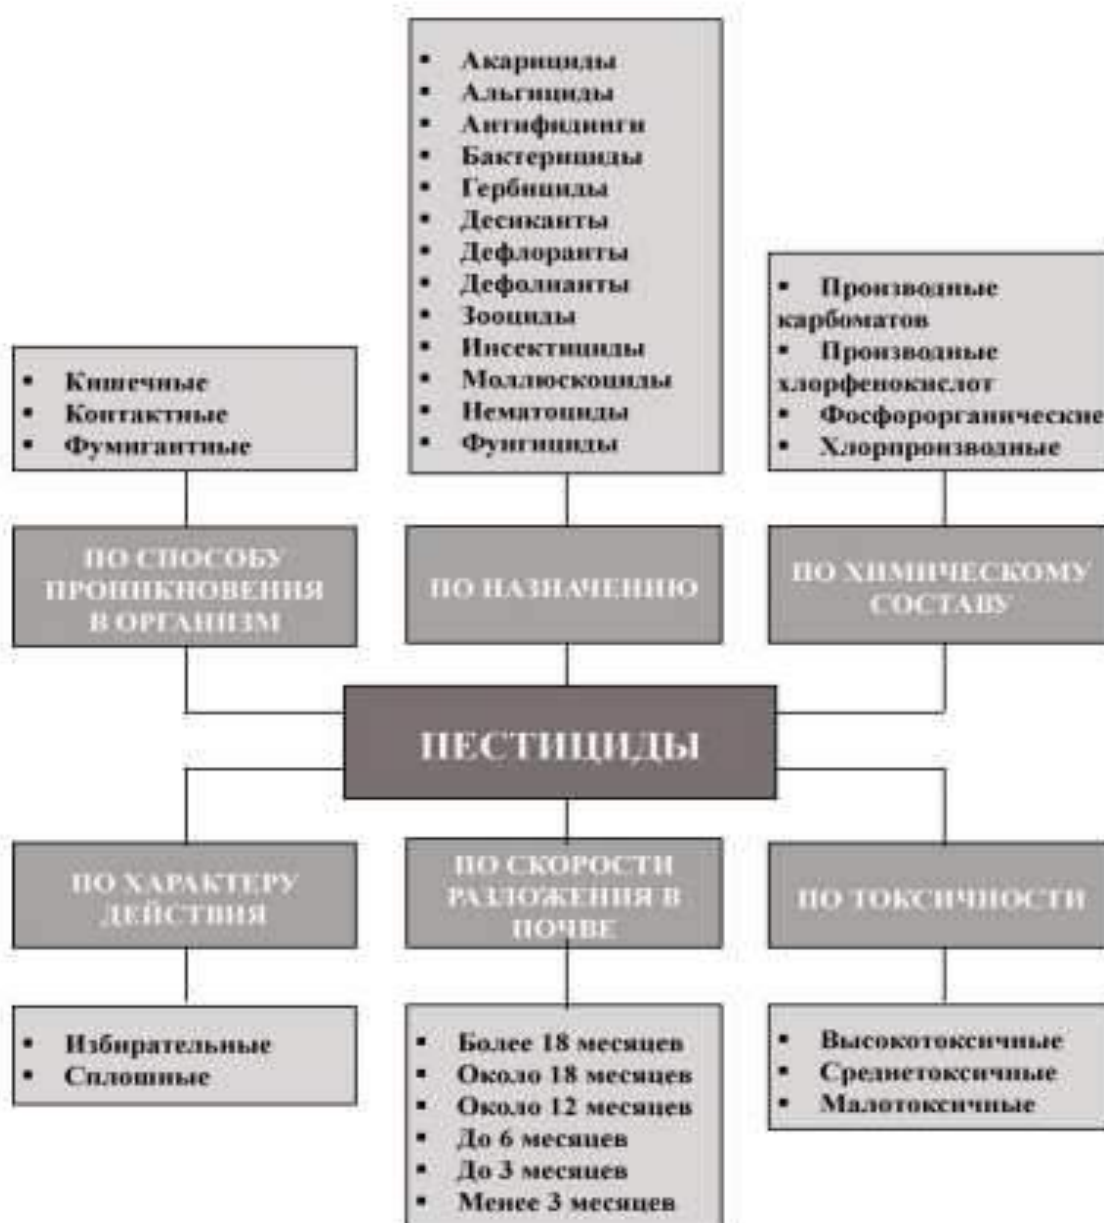 ▪ Акарициды
▪ Альгициды
▪ Антифидинги
▪ Бактерициды
▪ Гербициды
▪ Десиканты
▪ Дефлоранты
▪ Дефолианты
▪ Зооциды
▪ Инсектициды
▪ Моллюскоциды
▪ Нематоциды
▪ Фунгициды
▪ Производные
карбоматов
▪ Производные
хлорфенокислот
▪ Фосфорорганические
▪ Хлорпроизводные
▪ Кишечные
▪ Контактные
▪ Фумигантные
ПО СПОСОБУ
ПРОНИКНОВЕНИЯ
В ОРГАНИЗМ
ПО НАЗНАЧЕНИЮ
ПО ХИМИЧЕСКОМУ
СОСТАВУ
ПЕСТИЦИДЫ
ПО ХАРАКТЕРУ
ДЕЙСТВИЯ
ПО СКОРОСТИ
РАЗЛОЖЕНИЯ В
ПОЧВЕ
ПО ТОКСИЧНОСТИ
▪ Избирательные
▪ Сплошные
▪ Более 18 месяцев
▪ Около 18 месяцев
▪ Около 12 месяцев
▪ До 6 месяцев
▪ До 3 месяцев
▪ Менее 3 месяцев
▪ Высокотоксичные
▪ Среднетоксичные
▪ Малотоксичные